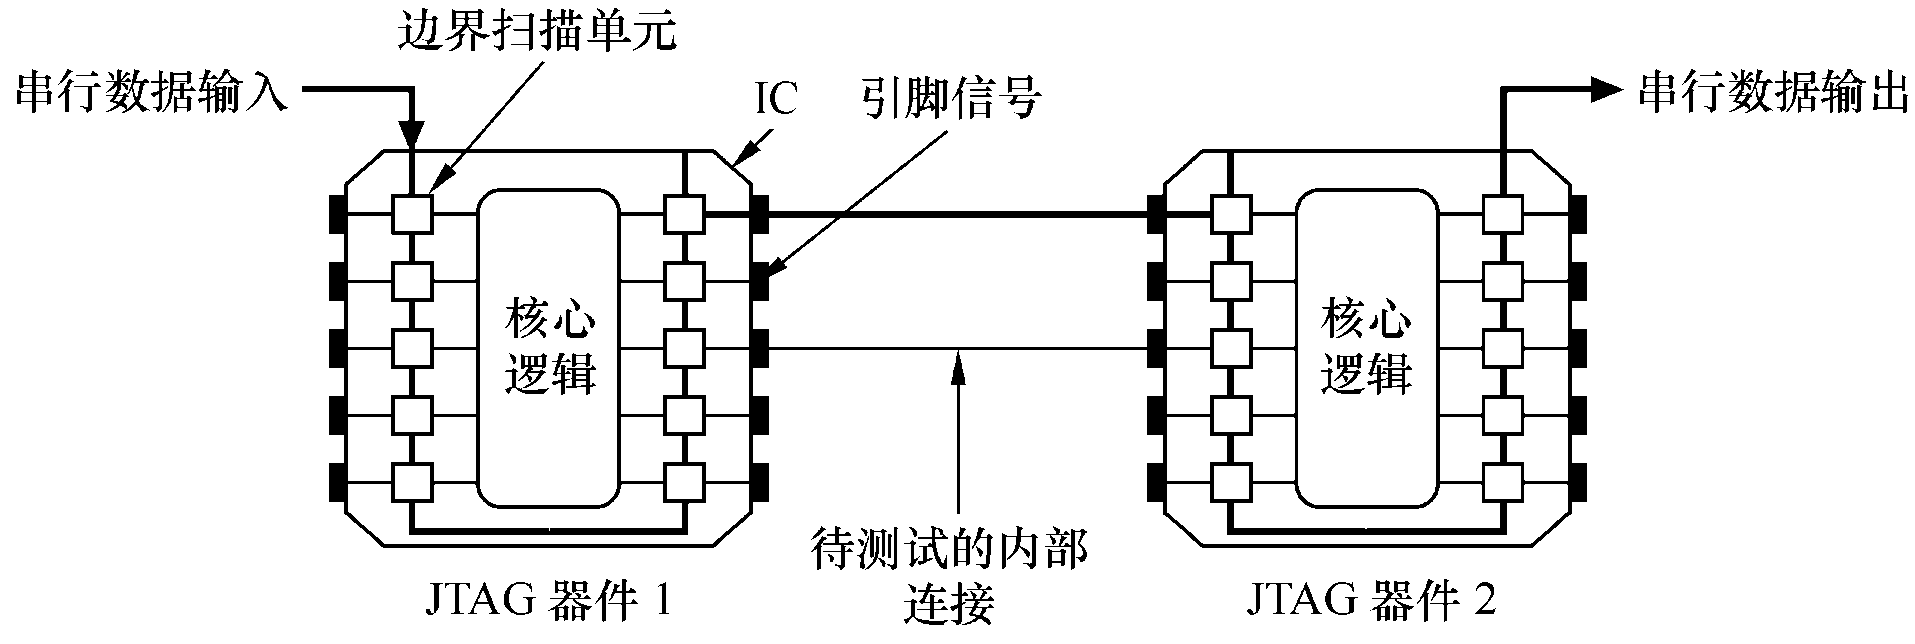 边界扫描单元
串行数据输入
IC
引脚信号
串行数据输出
核心
逻辑
核心
逻辑
待测试的内部
连接
JTAG 器件 1
JTAG 器件 2